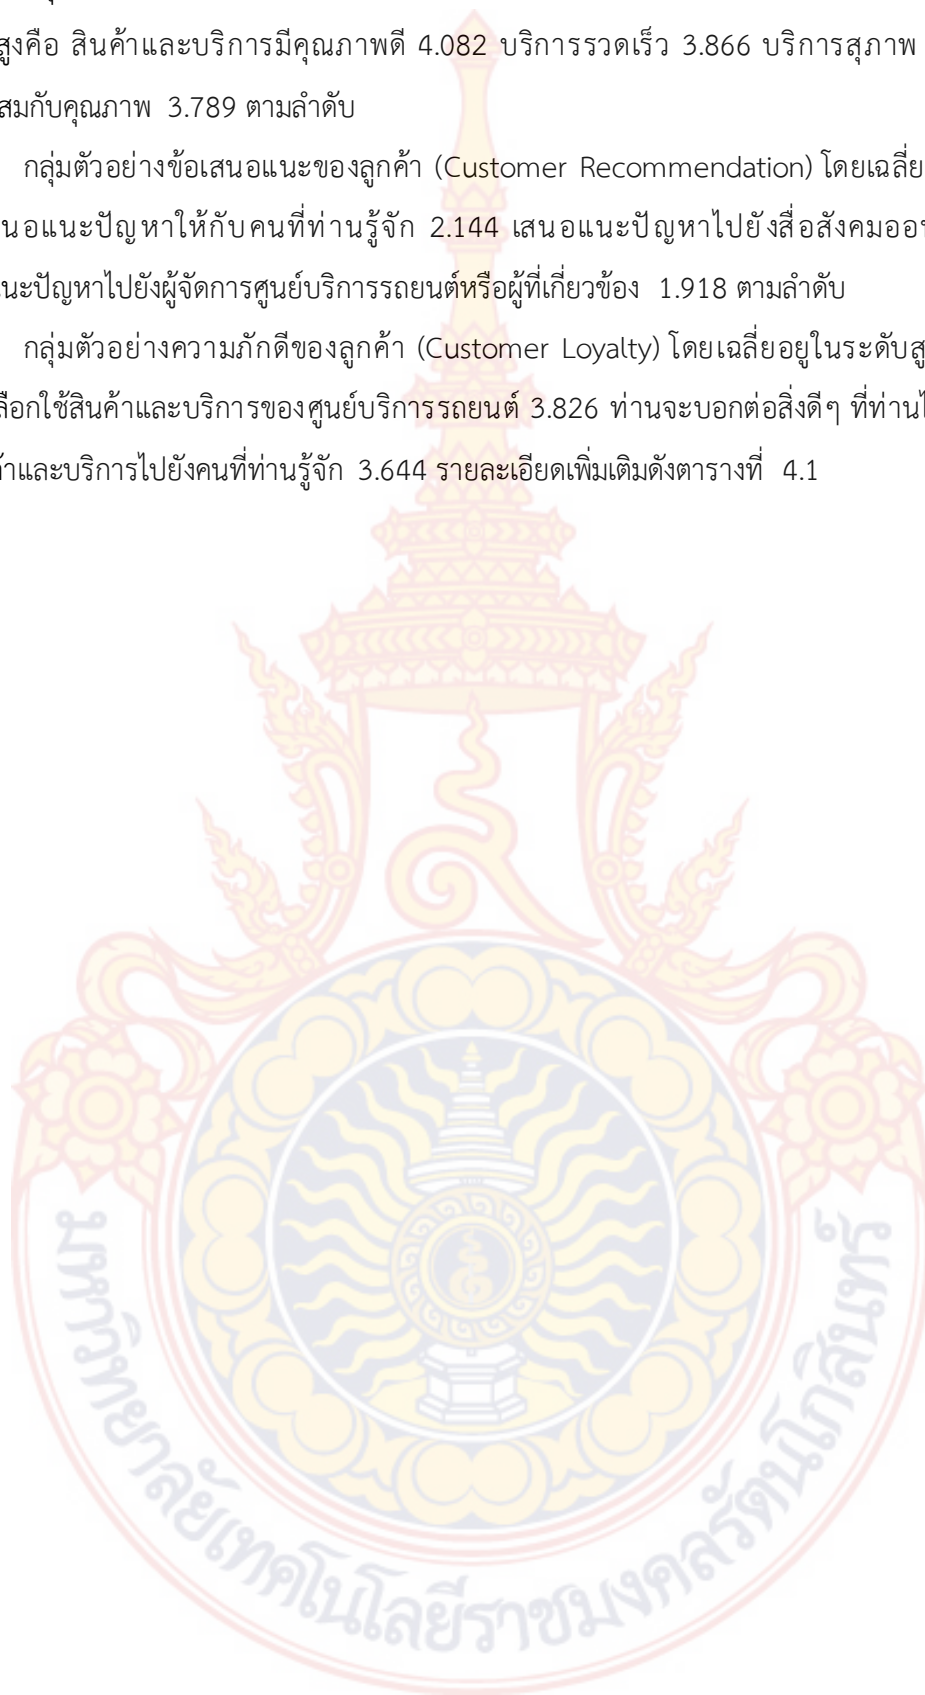 สูงคือ สินค้าและบริการมีคุณภาพดี 4.082 บริการรวดเร็ว 3.866 บริการสุภาพ
สมกับคุณภาพ 3.789 ตามลำดับ
กลุ่มตัวอย่างข้อเสนอแนะของลูกค้า (Customer Recommendation) โดยเฉลี่ย
นอแนะปัญหาให้กับคนที่ท่านรู้จัก 2.144 เสนอแนะปัญหาไปยังสื่อสังคมออน
นะปัญหาไปยังผู้จัดการศูนย์บริการรถยนต์หรือผู้ที่เกี่ยวข้อง 1.918 ตามลำดับ
กลุ่มตัวอย่างความภักดีของลูกค้า (Customer Loyalty) โดยเฉลี่ยอยู่ในระดับสู
ลือกใช้สินค้าและบริการของศูนย์บริการรถยนต์ 3.826 ท่านจะบอกต่อสิ่งดีๆ ที่ท่านไ
ค้าและบริการไปยังคนที่ท่านรู้จัก 3.644 รายละเอียดเพิ่มเติมดังตารางที่ 4.1
มหาวิทยาลัยเทคโนโลยีราชมงคลรัตนโกสินทร์